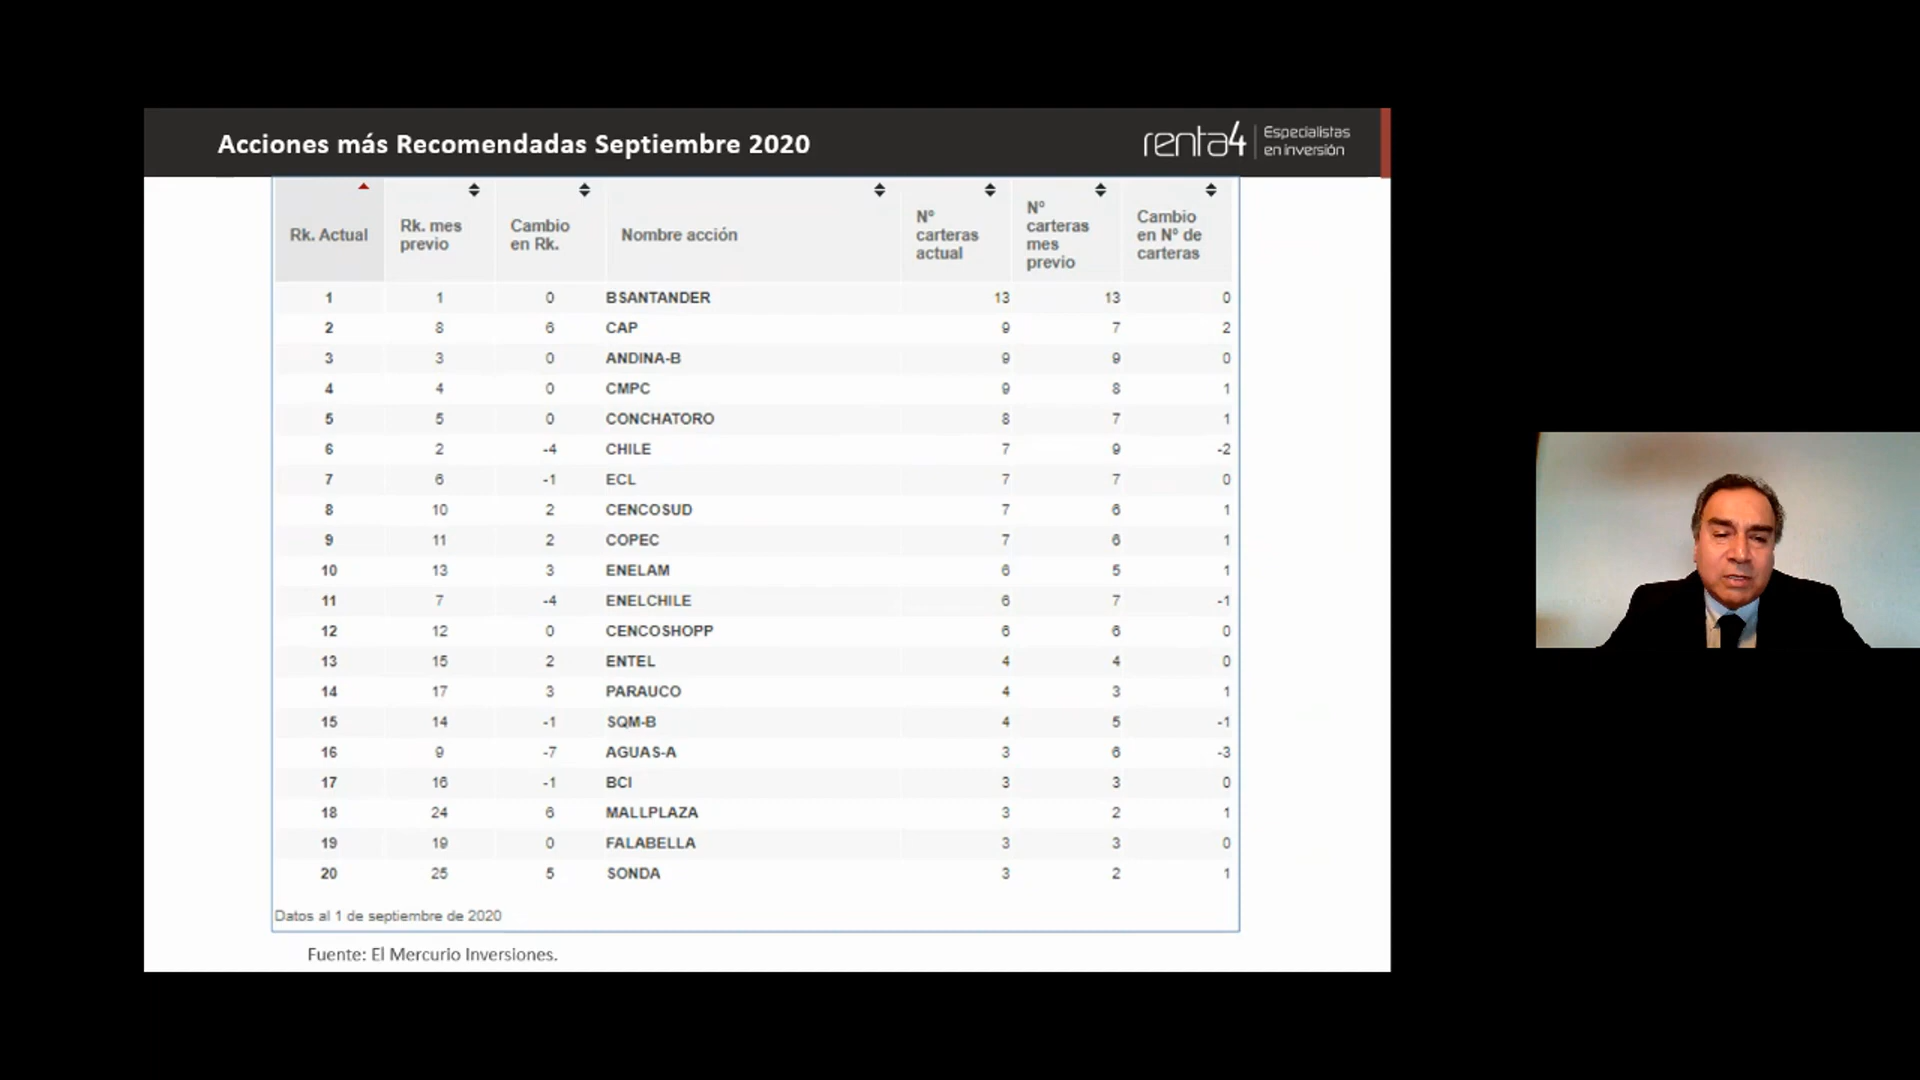 Acciones más Recomendadas Septiembre 2020
renta4
Especialistas
en inversión
Rk. Actual
Rk. mes
previo
Cambio
en Rk.
Nombre acción
Nº
carteras
actual
Nº
carteras
mes
previo
Cambio
en Nº de
carteras
1 1 0 BSANTANDER 13 13 0
2 8 6 CAP 9 7 2
3 3 0 ANDINA-B 9 9 0
4 4 0 CMPC 9 8 1
5 5 0 CONCHATORO 8 7 1
6 2 -4 CHILE 7 9 -2
7 6 -1 ECL 7 7 0
8 10 2 CENCOSUD 7 6 1
9 11 2 COPEC 7 6 1
10 13 3 ENELAM 6 5 1
11 7 -4 ENELCHILE 6 7 -1
12 12 0 CENCOSHOPP 6 6 0
13 15 2 ENTEL 4 4 0
14 17 3 PARAUCO 4 3 1
15 14 -1 SQM-B 4 5 -1
16 9 -7 AGUAS-A 3 6 -3
17 16 -1 BCI 3 3 0
18 24 6 MALLPLAZA 3 2 1
19 19 0 FALABELLA 3 3 0
20 25 5 SONDA 3 2 1
Datos al 1 de septiembre de 2020
Fuente: El Mercurio Inversiones.